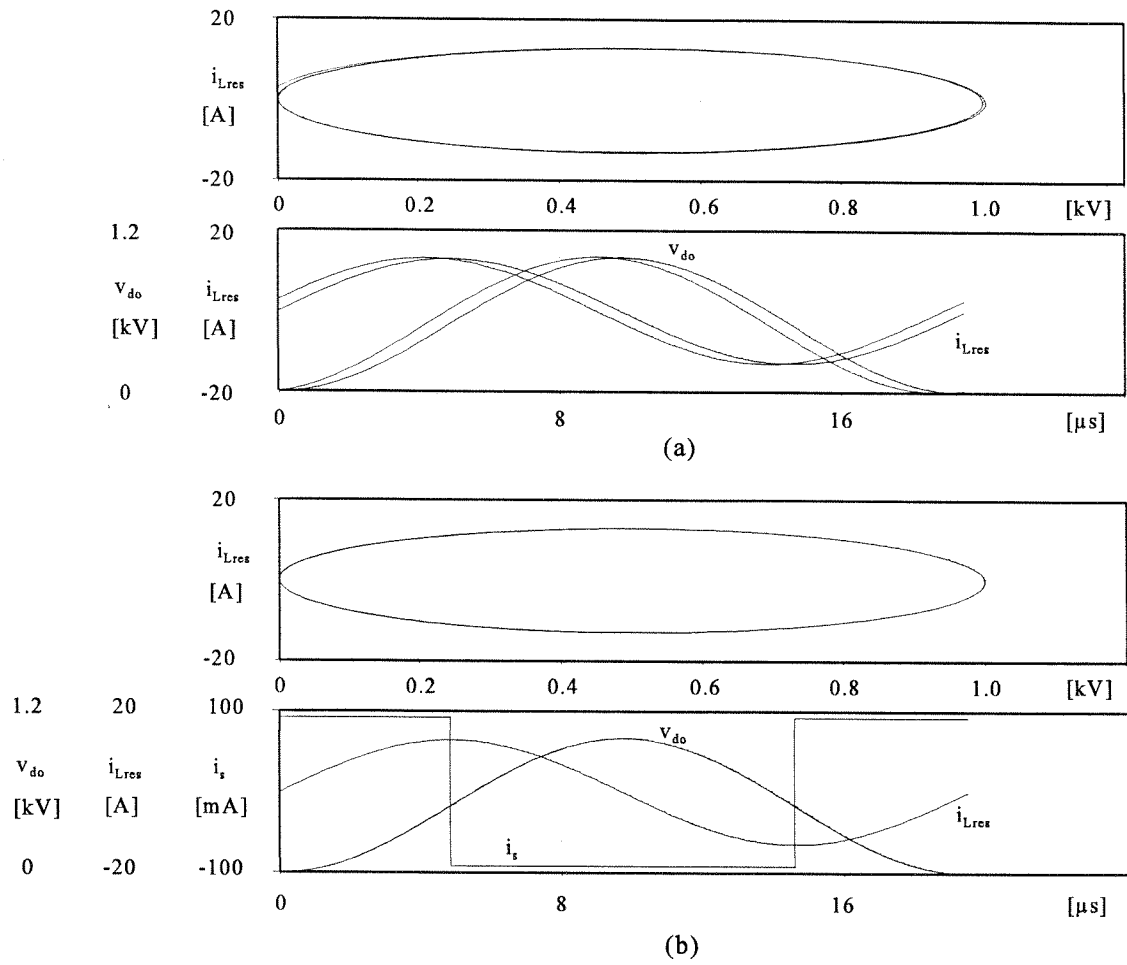 20
i_Lres
[A]
-20
0 0.2 0.4 0.6 0.8 1.0 [kV]
1.2 20
v_do i_Lres
[kV] [A]
0 -20
v_do
i_Lres
0 8 16 [μs]
(a)
20
i_Lres
[A]
-20
0 0.2 0.4 0.6 0.8 1.0 [kV]
1.2 20 100
v_do i_Lres i_s
[kV] [A] [mA]
0 -20 -100
v_do
i_Lres
i_s
0 8 16 [μs]
(b)